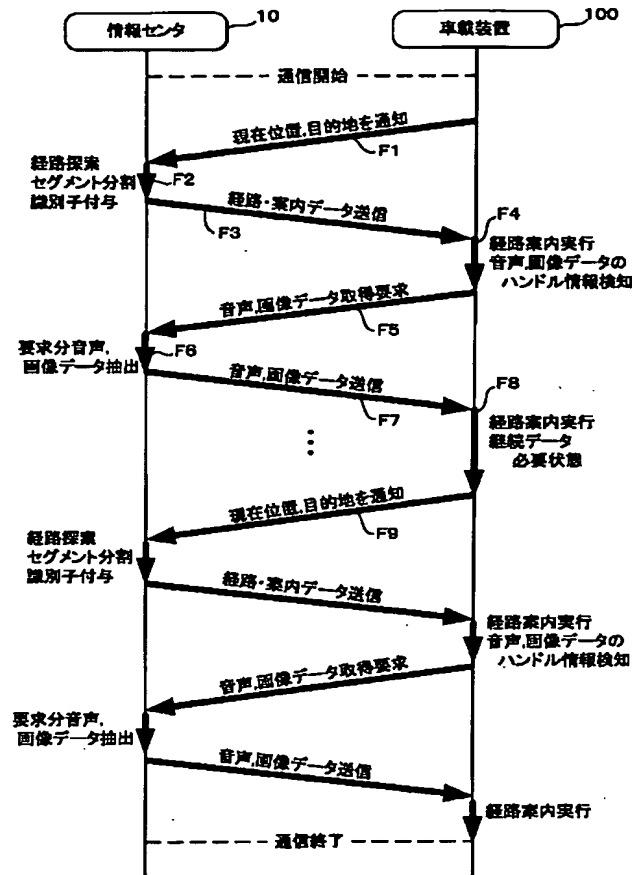 情報センタ
10
車載装置
100
通信開始
現在位置,目的地を通知
F1
経路探索
セグメント分割
識別子付与
F2
経路・案内データ送信
F3
F4
経路案内実行
音声,画像データの
ハンドル情報検知
音声,画像データ取得要求
F5
要求分音声,
画像データ抽出
F6
音声,画像データ送信
F7
F8
経路案内実行
継続データ
必要状態
現在位置,目的地を通知
F9
経路探索
セグメント分割
識別子付与
経路・案内データ送信
経路案内実行
音声,画像データの
ハンドル情報検知
音声,画像データ取得要求
要求分音声,
画像データ抽出
音声,画像データ送信
経路案内実行
通信終了